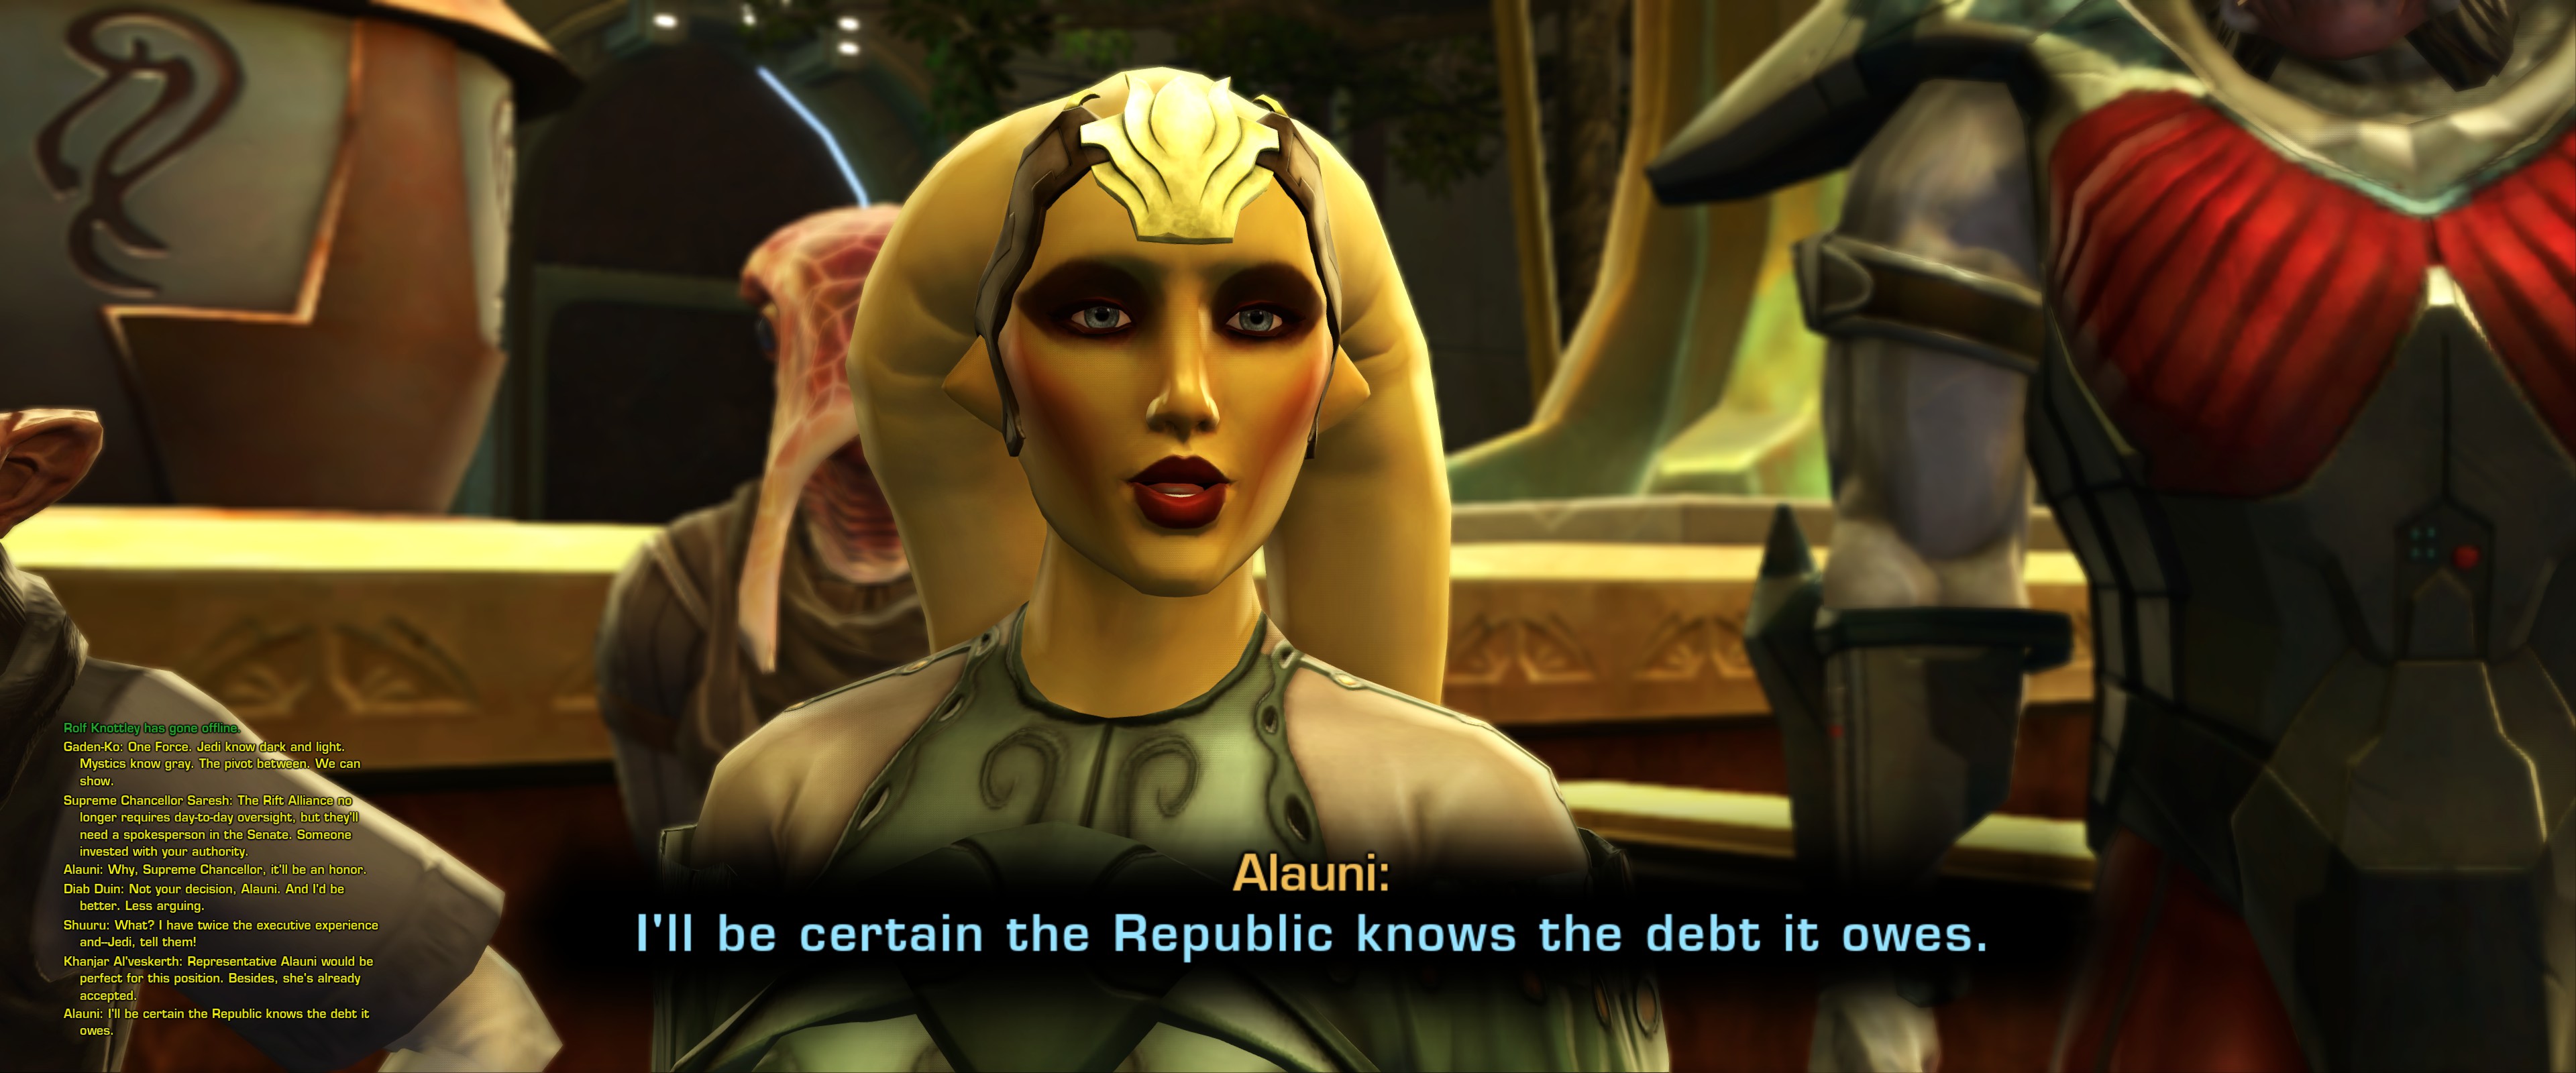 Rolf Knottley has gone offline.
Gaden-Ko: One Force. Jedi know dark and light.
Mystics know gray. The pivot between. We can
show.
Supreme Chancellor Saresh: The Rift Alliance no
longer requires day-to-day oversight, but they'll
need a spokesperson in the Senate. Someone
invested with your authority.
Alauni: Why, Supreme Chancellor, it'll be an honor.
Diab Duin: Not your decision, Alauni. And I'd be
better. Less arguing.
Shuuru: What? I have twice the executive experience
and--Jedi, tell them!
Khanjar Al'veskerth: Representative Alauni would be
perfect for this position. Besides, she's already
accepted.
Alauni: I'll be certain the Republic knows the debt it
owes.
Alauni:
I'll be certain the Republic knows the debt it owes.